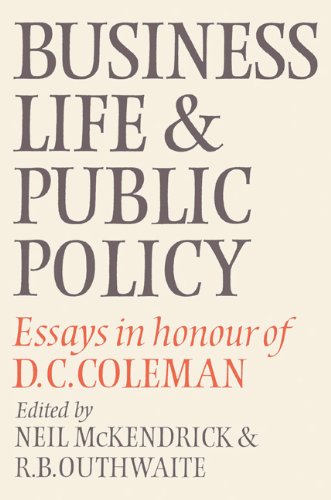 BUSINESS
LIFE &
PUBLIC
POLICY
Essays in honour of
D.C.COLEMAN
Edited by
NEIL McKENDRICK &
R.B.OUTHWAITE